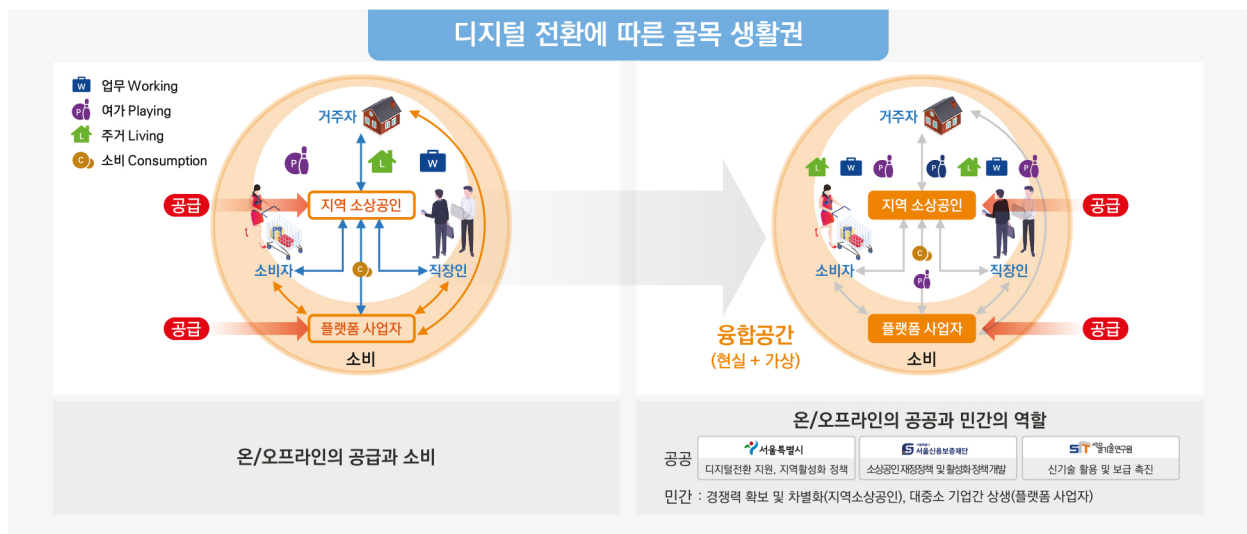 디지털 전환에 따른 골목 생활권
W 업무 Working
P 여가 Playing
L 주거 Living
C 소비 Consumption
거주자
P L W
공급
지역 소상공인
소비자
C
직장인
공급
플랫폼 사업자
소비
거주자
L W P P L W P
지역 소상공인
공급
C
소비자
직장인
P
플랫폼 사업자
공급
융합공간
(현실 + 가상)
소비
온/오프라인의 공급과 소비
온/오프라인의 공공과 민간의 역할
공공
서울특별시
디지털전환 지원, 지역활성화 정책
서울신용보증재단
소상공인 재정정책 및 활성화 정책 개발
SIT 서울기술연구원
신기술 활용 및 보급 촉진
민간 : 경쟁력 확보 및 차별화(지역소상공인), 대중소 기업간 상생(플랫폼 사업자)